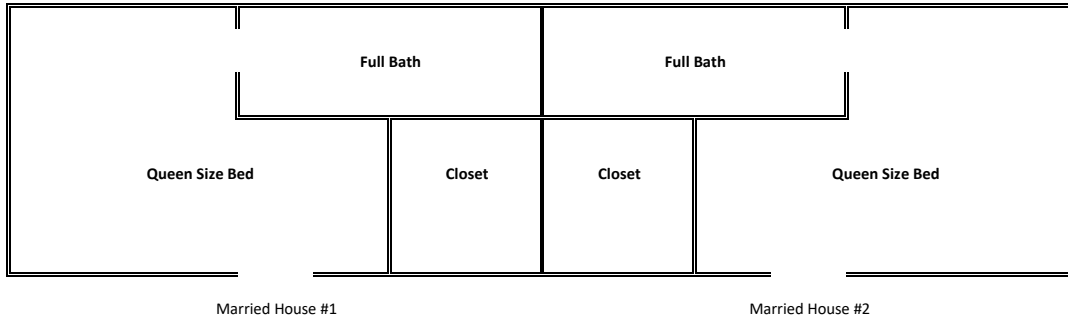 Full Bath Full Bath
Queen Size Bed Closet Closet Queen Size Bed
Married House #1 Married House #2